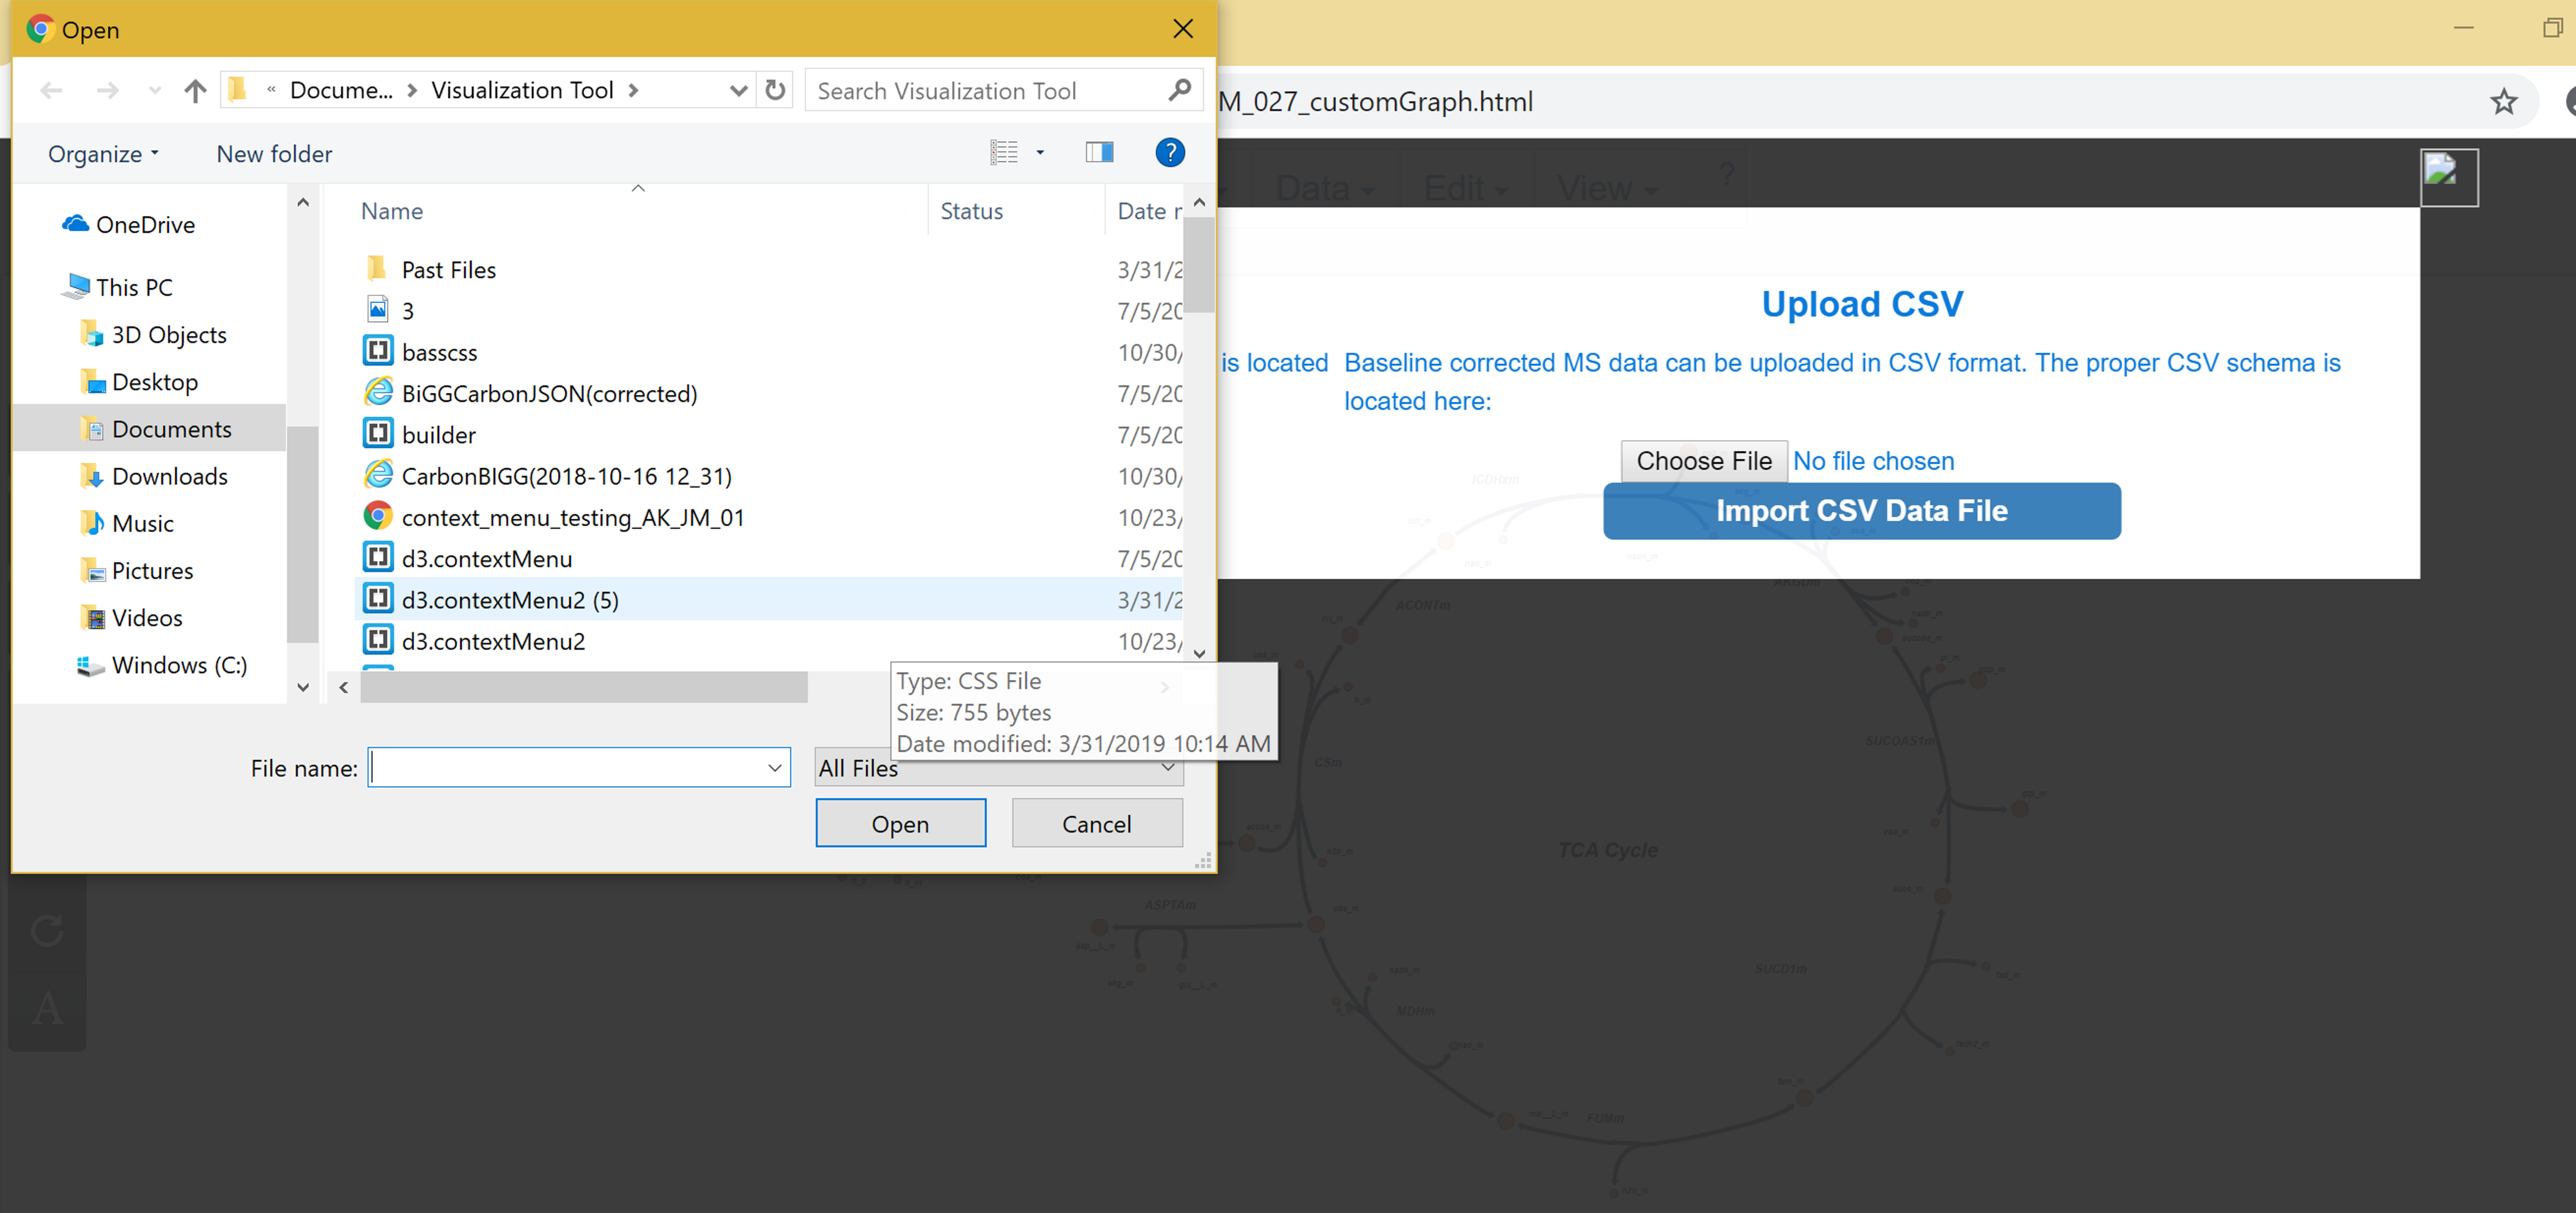 Open
« Docume... > Visualization Tool >
Search Visualization Tool
M_027_customGraph.html
Organize
New folder
?
Data
Edit
View
?
OneDrive
This PC
3D Objects
Desktop
Documents
Downloads
Music
Pictures
Videos
Windows (C:)
Name Status Date r
Past Files 3/31/2
3 7/5/20
basscss 10/30/
BiGGCarbonJSON(corrected) 7/5/20
builder 7/5/20
CarbonBIGG(2018-10-16 12_31) 10/30/
context_menu_testing_AK_JM_01 10/23/
d3.contextMenu 7/5/20
d3.contextMenu2 (5) 3/31/2
d3.contextMenu2 10/23/
Type: CSS File
Size: 755 bytes
Date modified: 3/31/2019 10:14 AM
File name:
All Files
Open
Cancel
Upload CSV
is located
Baseline corrected MS data can be uploaded in CSV format. The proper CSV schema is
located here:
Choose File No file chosen
Import CSV Data File
ICDHxm
ACONTm
AKGDm
SUCOAS1m
CSm
TCA Cycle
ASPTAm
SUCD1m
MDHm
FUMm
A